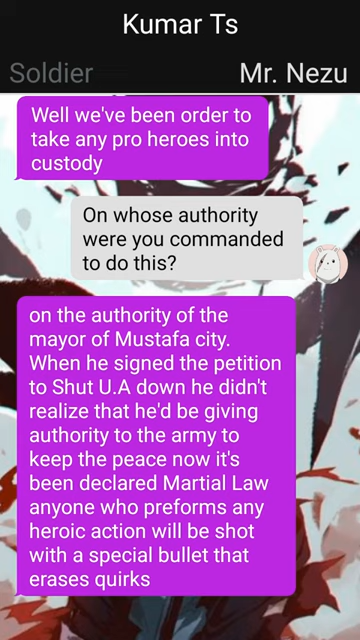 Kumar Ts
Soldier
Mr. Nezu
Well we've been order to
take any pro heroes into
custody
On whose authority
were you commanded
to do this?
on the authority of the
mayor of Mustafa city.
When he signed the petition
to Shut U.A down he didn't
realize that he'd be giving
authority to the army to
keep the peace now it's
been declared Martial Law
anyone who preforms any
heroic action will be shot
with a special bullet that
erases quirks